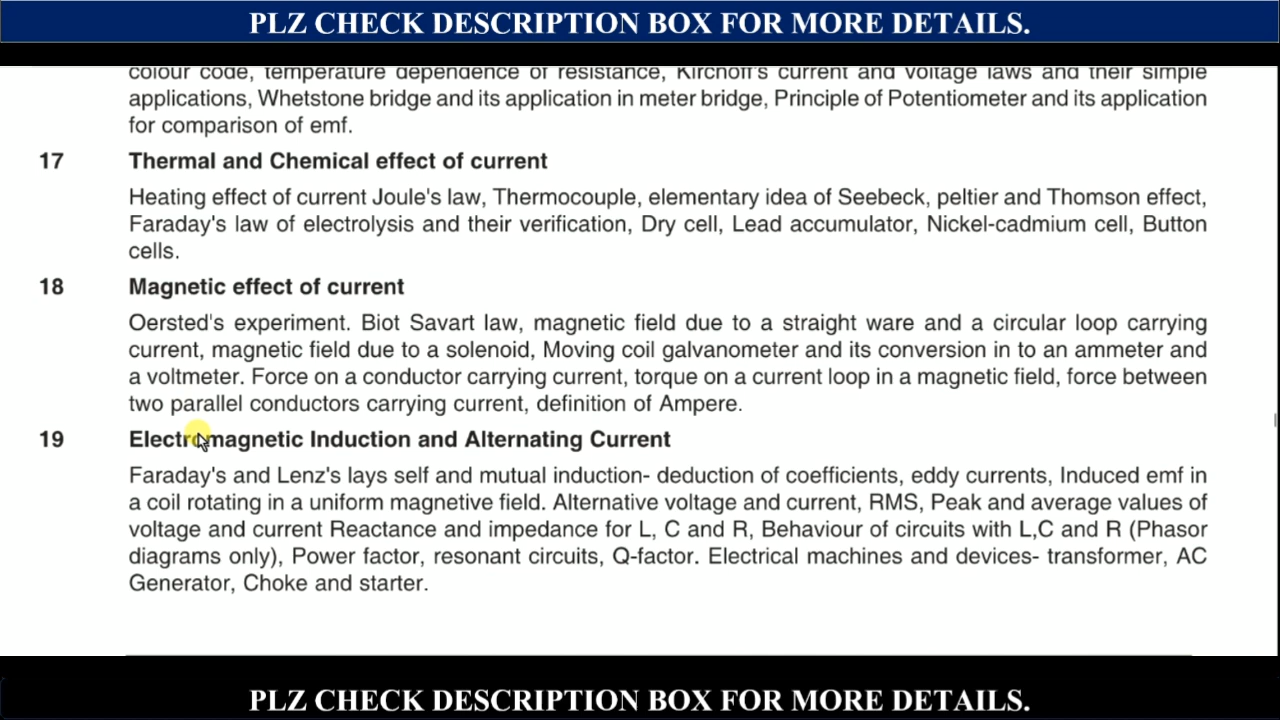 PLZ CHECK DESCRIPTION BOX FOR MORE DETAILS.
colour code, temperature dependence of resistance, Kirchoff's current and voltage laws and their simple
applications, Whetstone bridge and its application in meter bridge, Principle of Potentiometer and its application
for comparison of emf.
17 Thermal and Chemical effect of current
Heating effect of current Joule's law, Thermocouple, elementary idea of Seebeck, peltier and Thomson effect,
Faraday's law of electrolysis and their verification, Dry cell, Lead accumulator, Nickel-cadmium cell, Button
cells.
18 Magnetic effect of current
Oersted's experiment. Biot Savart law, magnetic field due to a straight ware and a circular loop carrying
current, magnetic field due to a solenoid, Moving coil galvanometer and its conversion in to an ammeter and
a voltmeter. Force on a conductor carrying current, torque on a current loop in a magnetic field, force between
two parallel conductors carrying current, definition of Ampere.
19 Electromagnetic Induction and Alternating Current
Faraday's and Lenz's lays self and mutual induction- deduction of coefficients, eddy currents, Induced emf in
a coil rotating in a uniform magnetive field. Alternative voltage and current, RMS, Peak and average values of
voltage and current Reactance and impedance for L, C and R, Behaviour of circuits with L,C and R (Phasor
diagrams only), Power factor, resonant circuits, Q-factor. Electrical machines and devices- transformer, AC
Generator, Choke and starter.
PLZ CHECK DESCRIPTION BOX FOR MORE DETAILS.